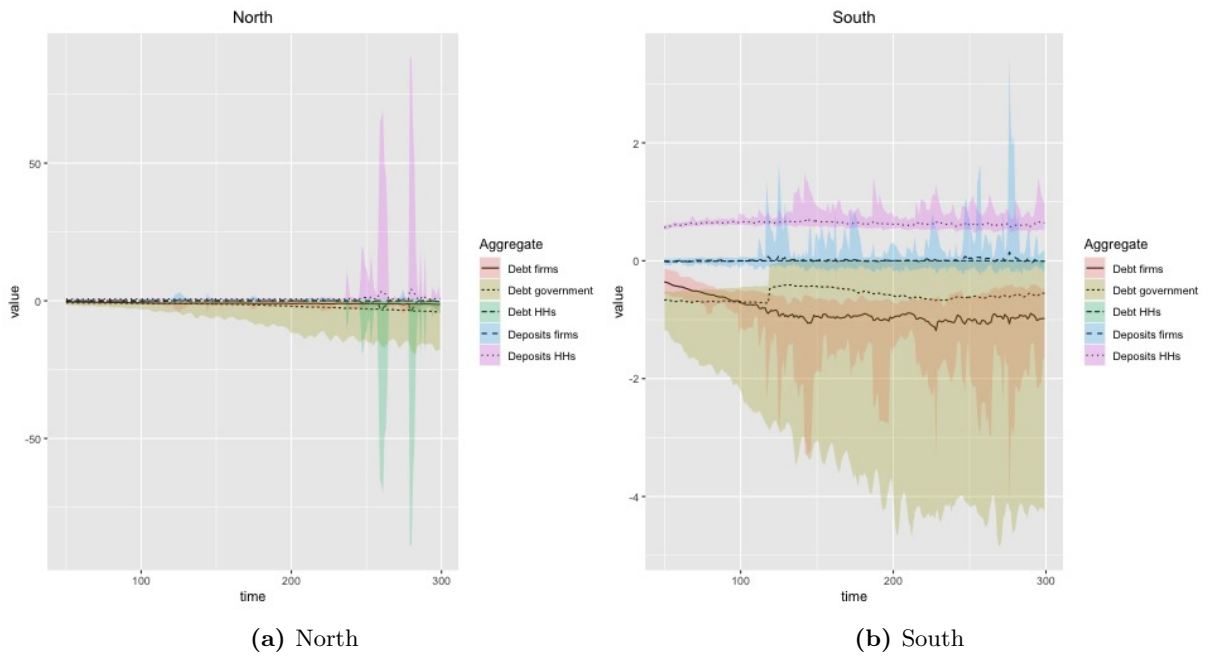 North
value
50
0
-50
100
200
300
time
Aggregate
Debt firms
Debt government
Debt HHs
Deposits firms
Deposits HHs
(a) North
South
value
2
0
-2
-4
100
200
300
time
Aggregate
Debt firms
Debt government
Debt HHs
Deposits firms
Deposits HHs
(b) South